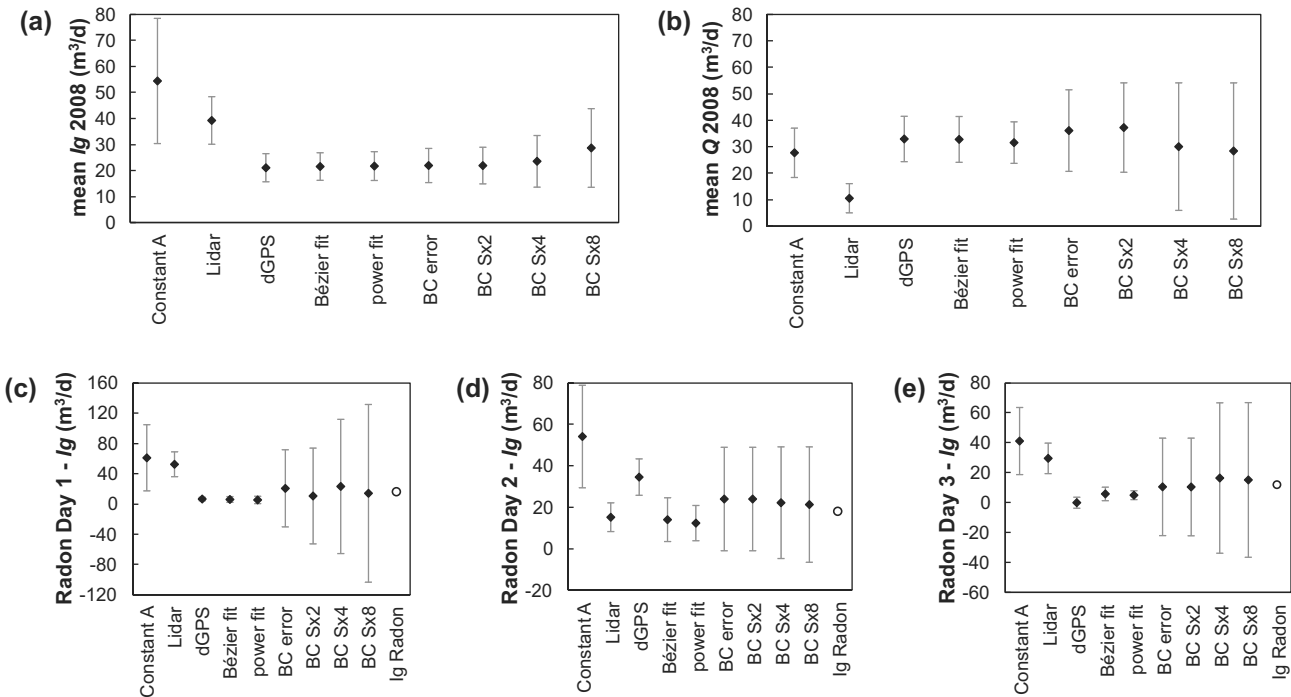 (a)
mean Ig 2008 (m³/d)
80
70
60
50
40
30
20
10
0
Constant A
Lidar
dGPS
Bézier fit
power fit
BC error
BC Sx2
BC Sx4
BC Sx8
(b)
mean Q 2008 (m³/d)
80
70
60
50
40
30
20
10
0
Constant A
Lidar
dGPS
Bézier fit
power fit
BC error
BC Sx2
BC Sx4
BC Sx8
(c)
Radon Day 1 - Ig (m³/d)
160
120
80
40
0
-40
-80
-120
Constant A
Lidar
dGPS
Bézier fit
power fit
BC error
BC Sx2
BC Sx4
BC Sx8
Ig Radon
(d)
Radon Day 2 - Ig (m³/d)
80
60
40
20
0
-20
Constant A
Lidar
dGPS
Bézier fit
power fit
BC error
BC Sx2
BC Sx4
BC Sx8
Ig Radon
(e)
Radon Day 3 - Ig (m³/d)
80
60
40
20
0
-20
-40
-60
Constant A
Lidar
dGPS
Bézier fit
power fit
BC error
BC Sx2
BC Sx4
BC Sx8
Ig Radon